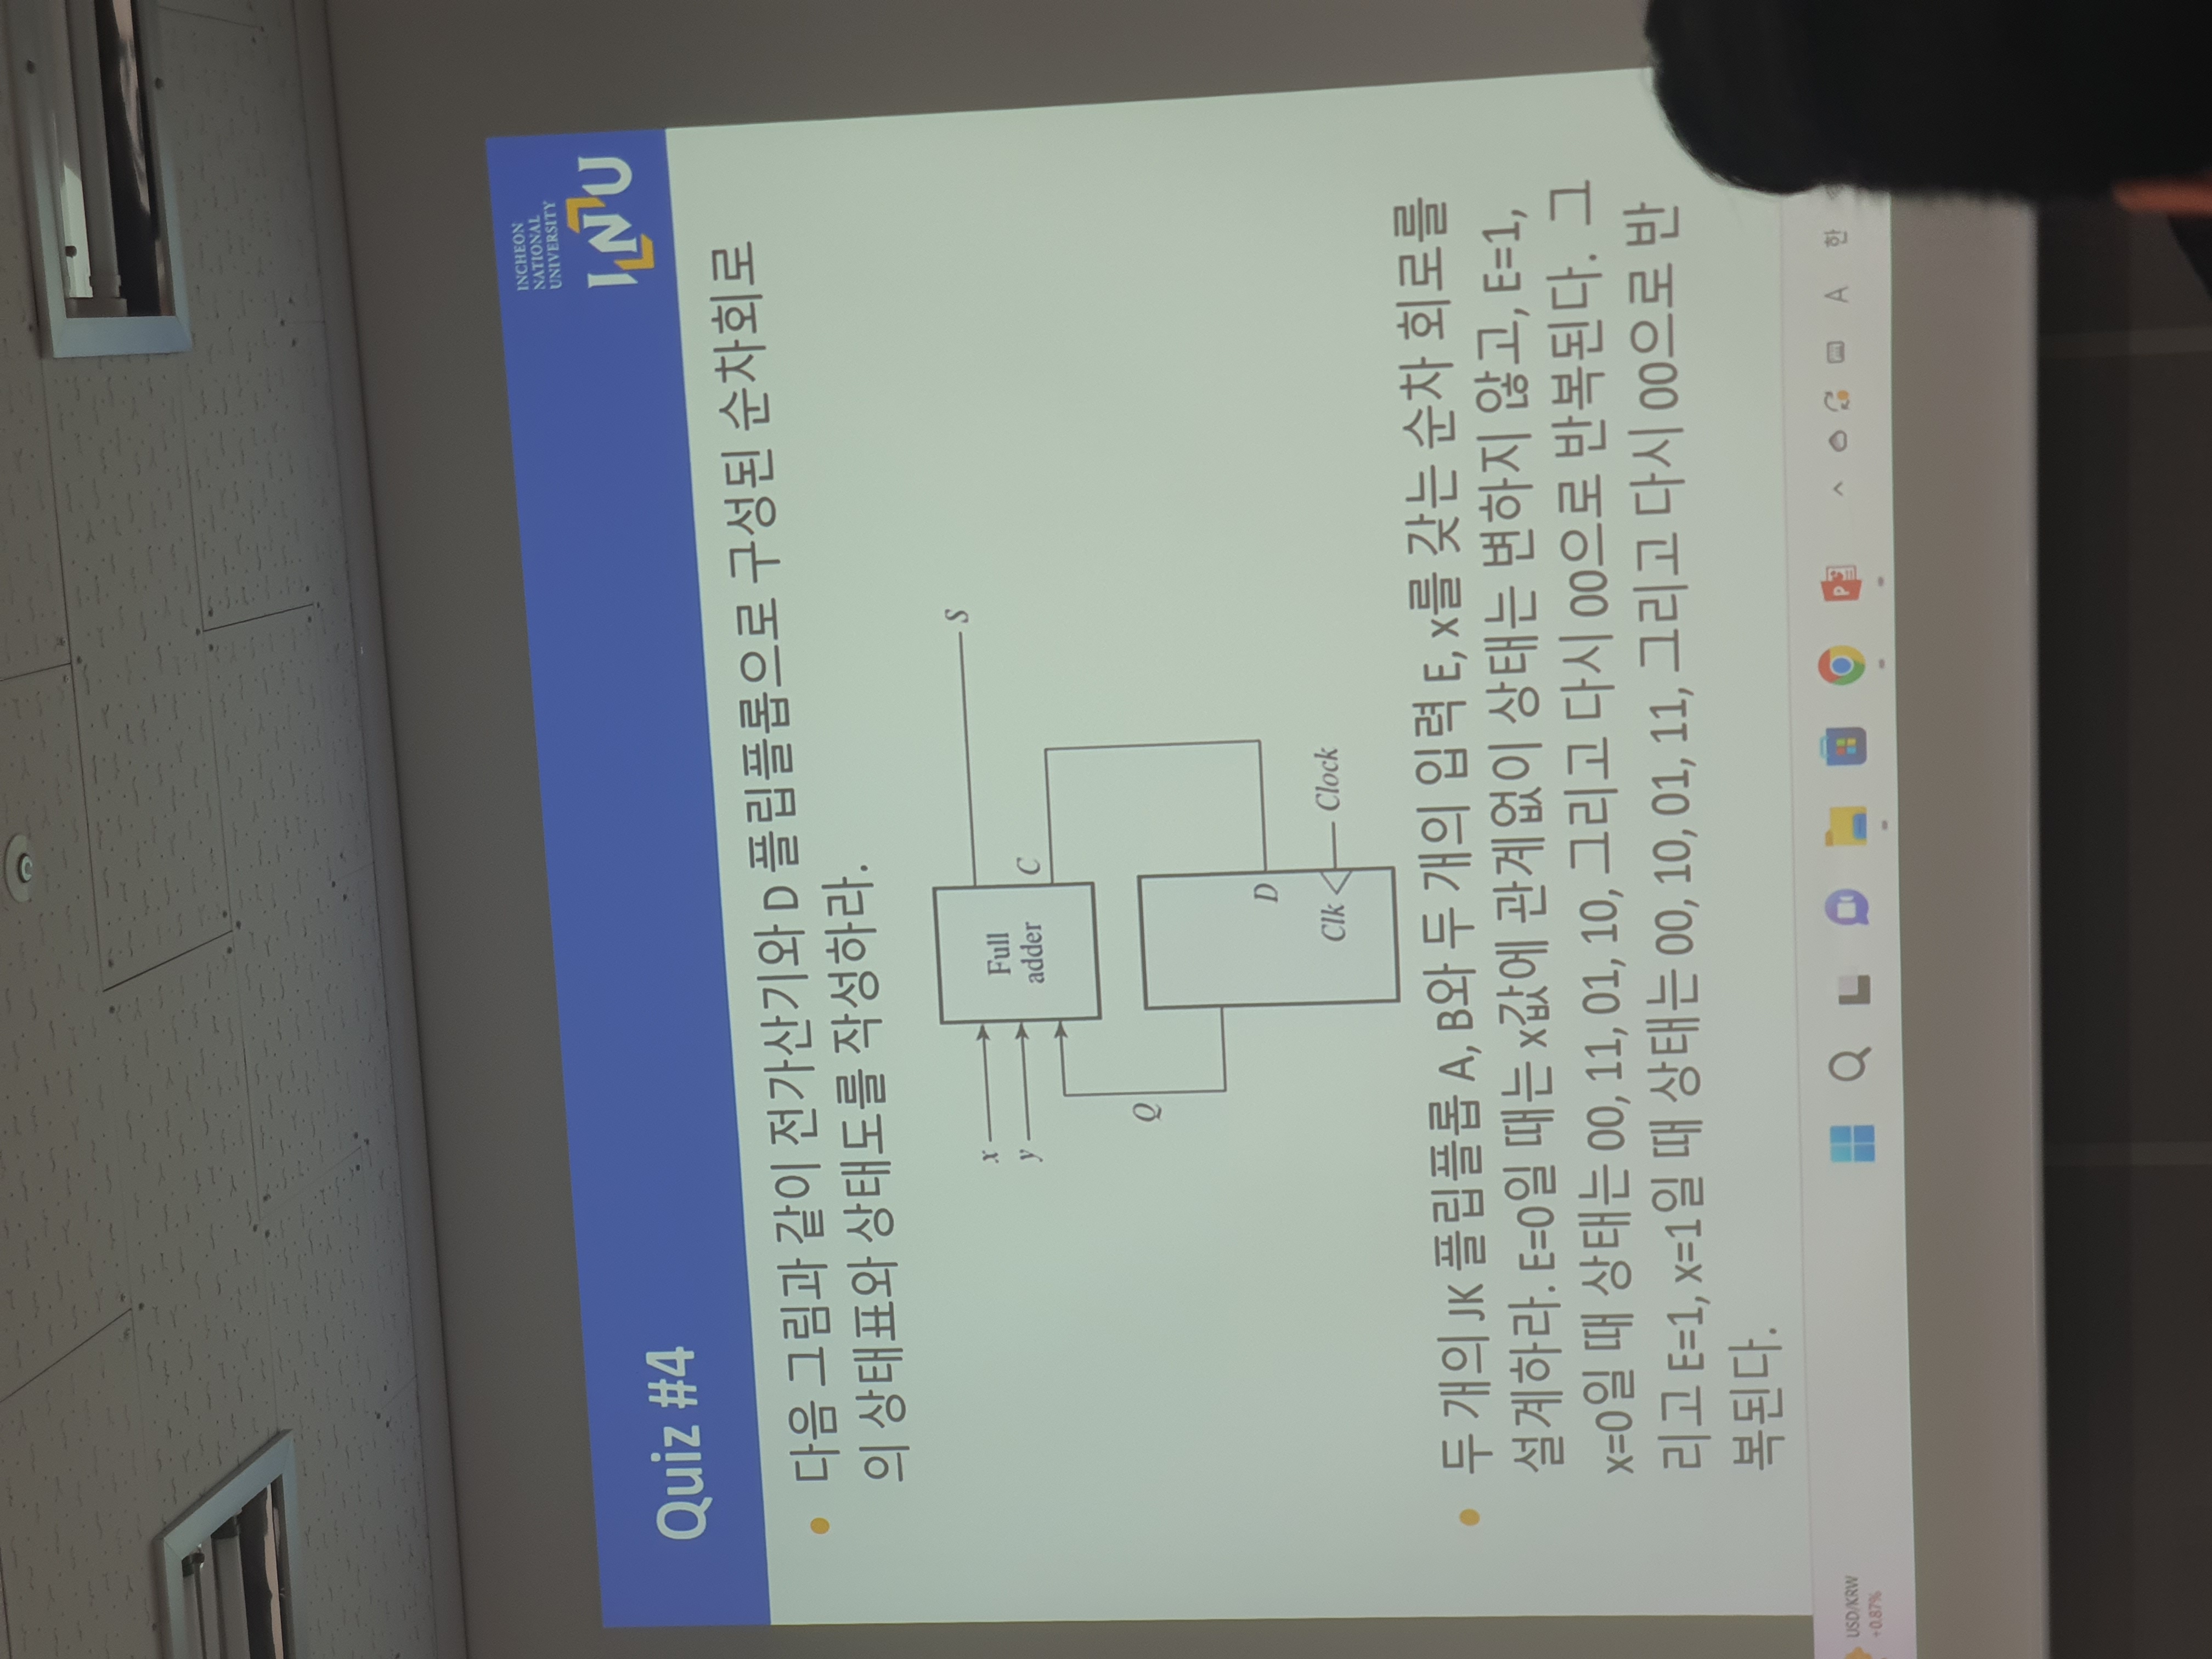 INCHEON
NATIONAL
UNIVERSITY
INU
Quiz #4
• 다음 그림과 같이 전가산기와 D 플립플롭으로 구성된 순차회로
의 상태표와 상태도를 작성하라.
x
y
Full
adder
S
C
Q
D
Clk
Clock
• 두 개의 JK 플립플롭 A, B와 두 개의 입력 E, x를 갖는 순차 회로를
설계하라. E=0일 때는 x값에 관계없이 상태는 변하지 않고, E=1,
x=0일 때 상태는 00, 11, 01, 10, 그리고 다시 00으로 반복된다. 그
리고 E=1, x=1일 때 상태는 00, 10, 01, 11, 그리고 다시 00으로 반
복된다.
USD/KRW
+0.87%
A
한